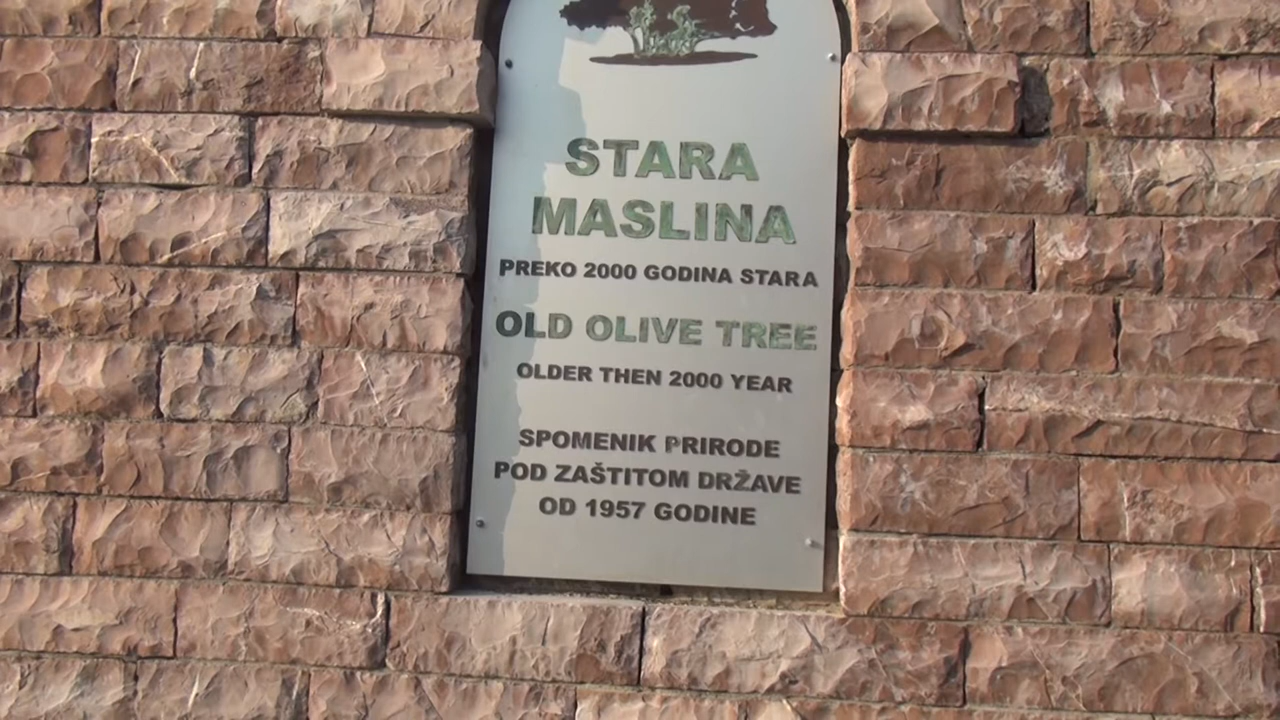 STARA
MASLINA
PREKO 2000 GODINA STARA
OLD OLIVE TREE
OLDER THEN 2000 YEAR
SPOMENIK PRIRODE
POD ZAŠTITOM DRŽAVE
OD 1957 GODINE